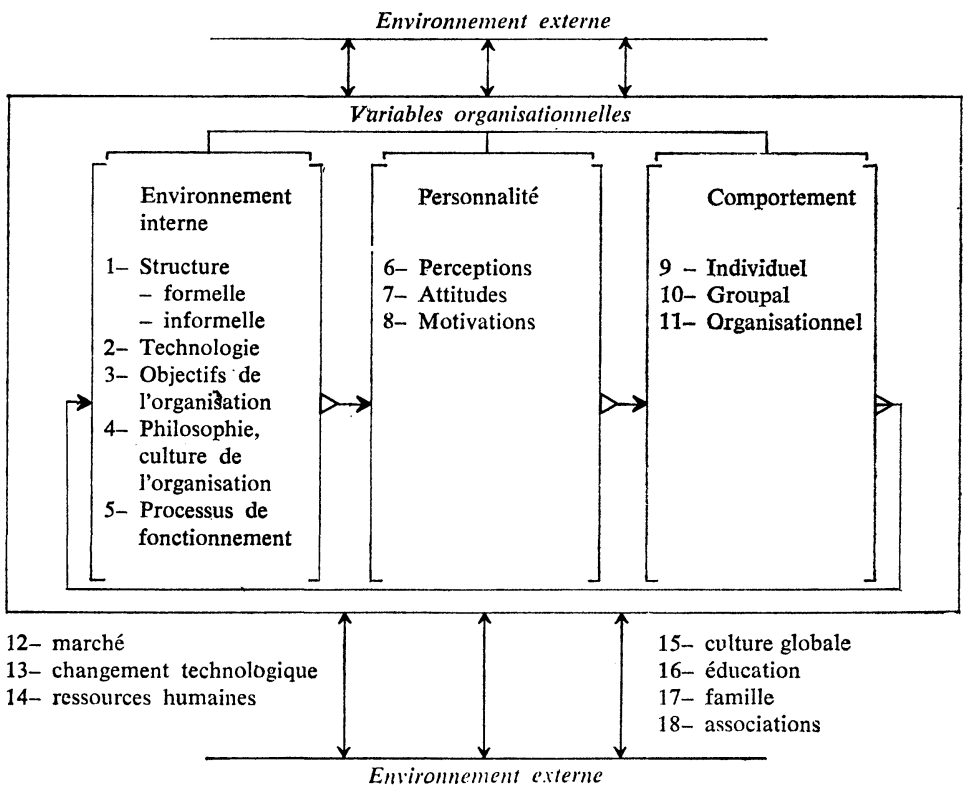 Environnement externe
Variables organisationnelles
Environnement
interne
1– Structure
– formelle
– informelle
2– Technologie
3– Objectifs de
l'organisation
4– Philosophie,
culture de
l'organisation
5– Processus de
fonctionnement
Personnalité
6– Perceptions
7– Attitudes
8– Motivations
Comportement
9 – Individuel
10– Groupal
11– Organisationnel
12– marché
13– changement technologique
14– ressources humaines
15– culture globale
16– éducation
17– famille
18– associations
Environnement externe